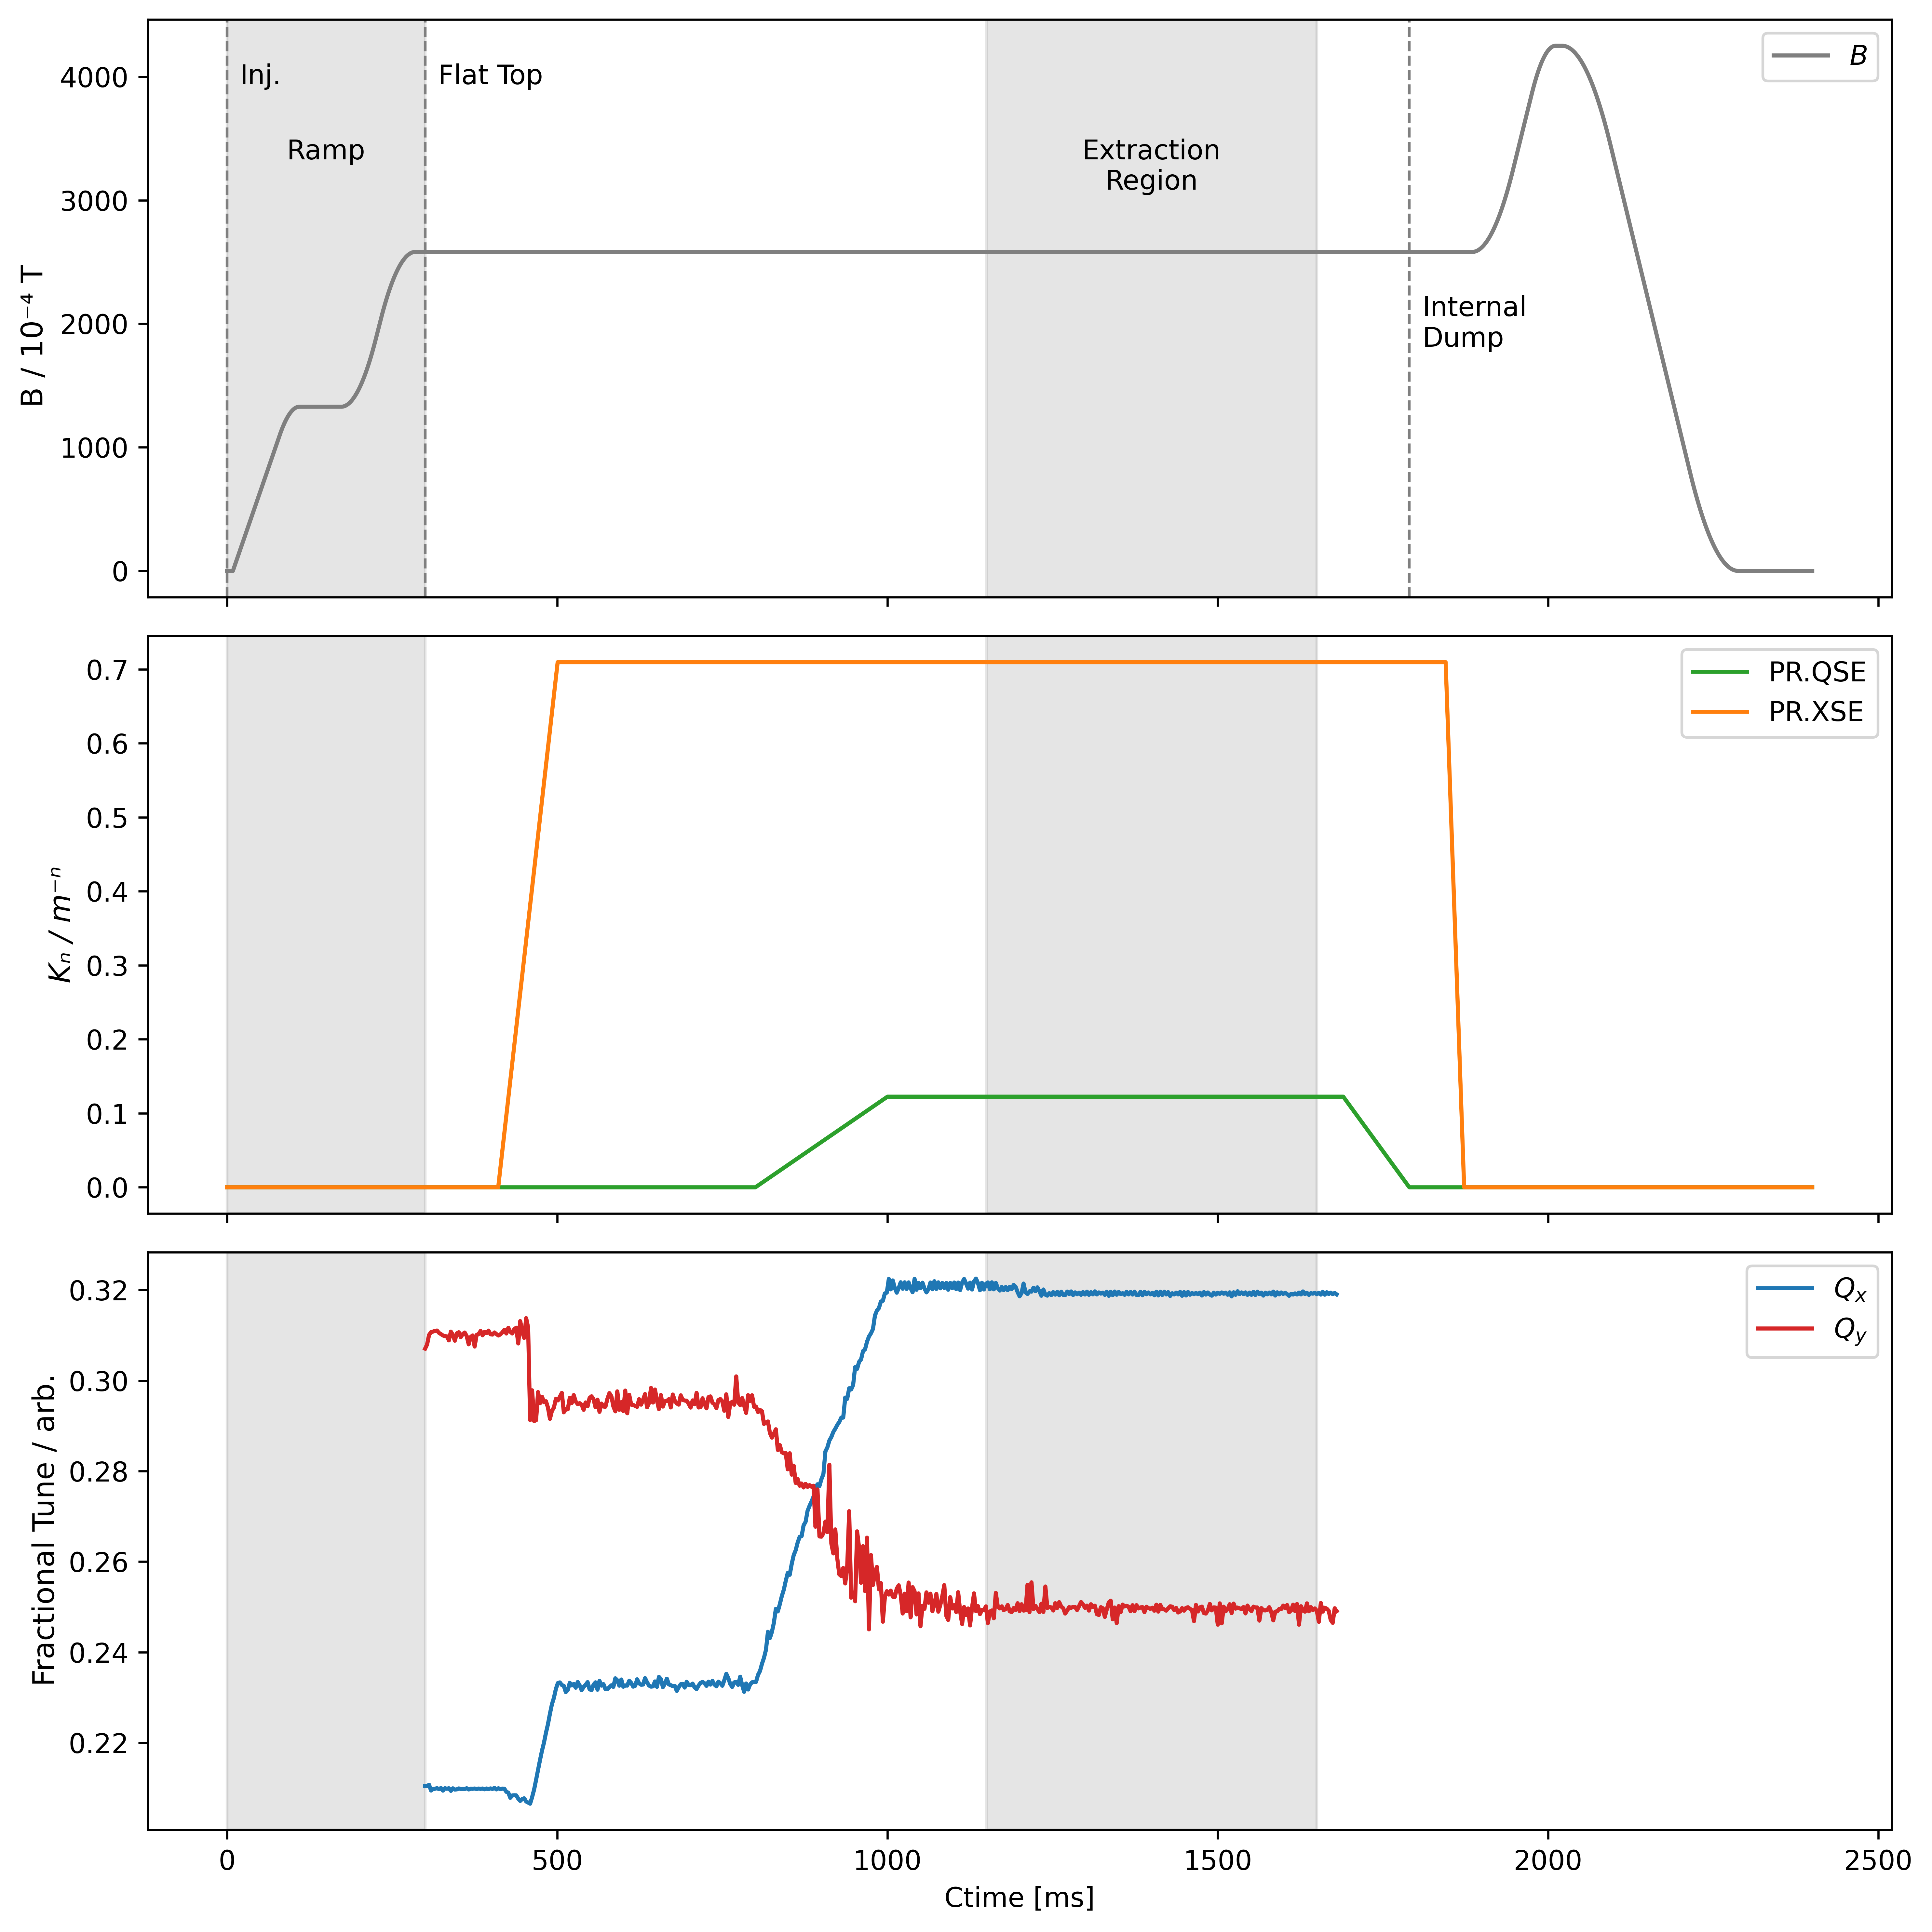 B / 10⁻⁴ T
4000
3000
2000
1000
0
Inj.
Flat Top
Ramp
Extraction
Region
Internal
Dump
B
Kₙ / m⁻ⁿ
0.7
0.6
0.5
0.4
0.3
0.2
0.1
0.0
PR.QSE
PR.XSE
Fractional Tune / arb.
0.32
0.30
0.28
0.26
0.24
0.22
Qₓ
Q_y
0 500 1000 1500 2000 2500
Ctime [ms]